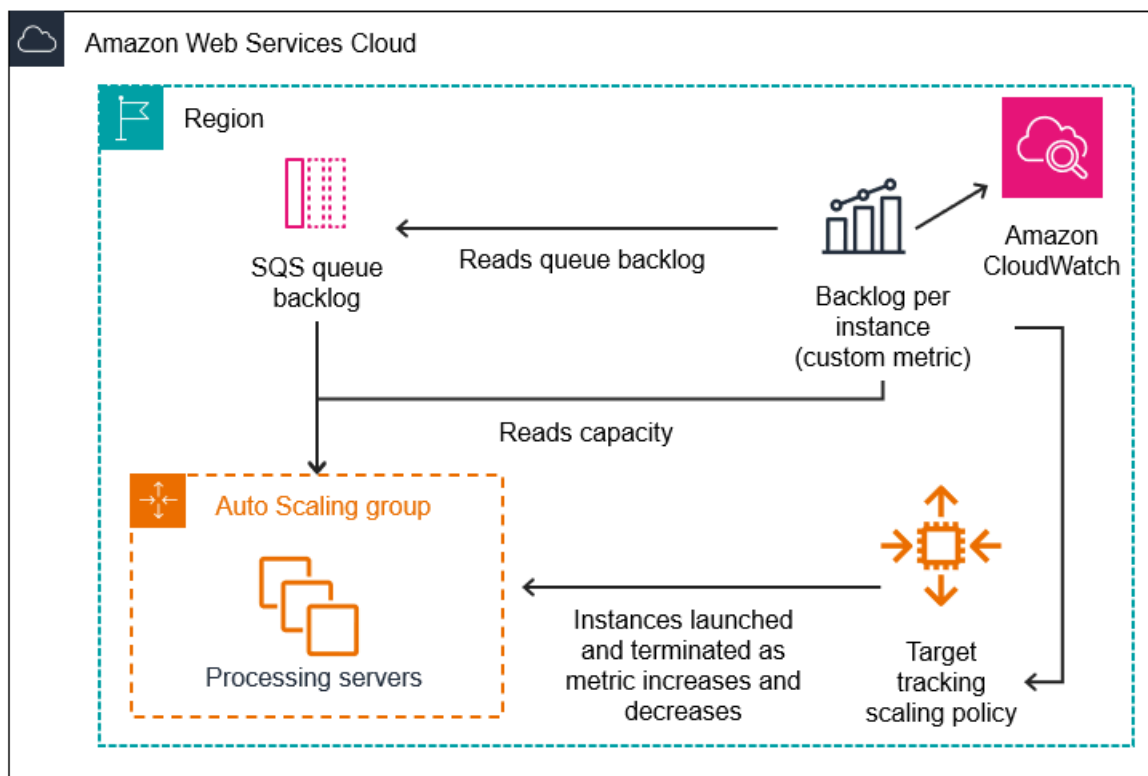 Amazon Web Services Cloud
Region
SQS queue
backlog
Reads queue backlog
Backlog per
instance
(custom metric)
Amazon
CloudWatch
Reads capacity
Auto Scaling group
Processing servers
Instances launched
and terminated as
metric increases and
decreases
Target
tracking
scaling policy